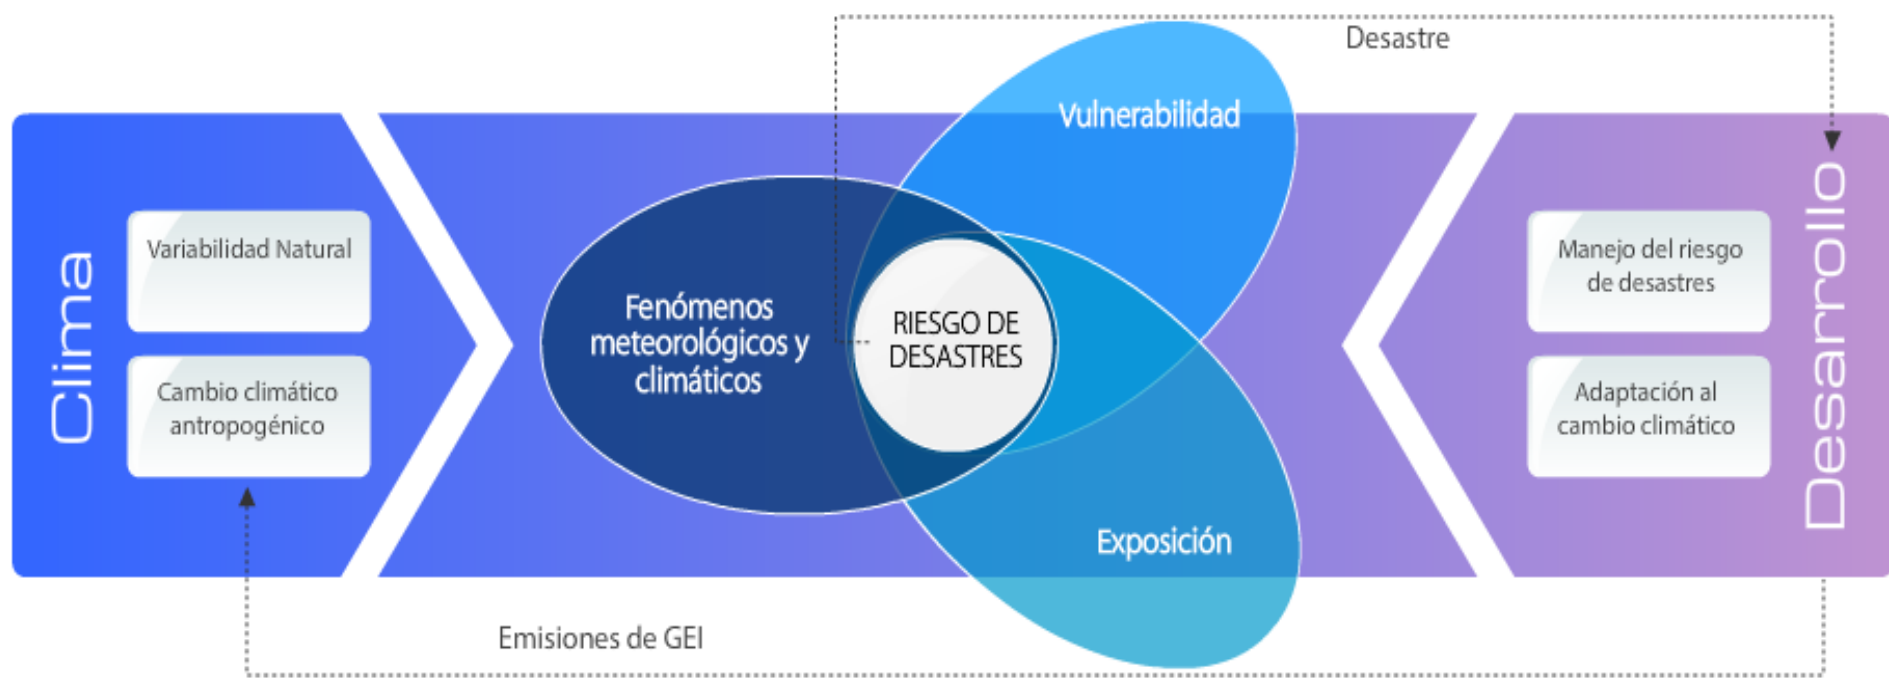 Desastre
Vulnerabilidad
Clima
Variabilidad Natural
Cambio climático
antropogénico
Fenómenos
meteorológicos y
climáticos
RIESGO DE
DESASTRES
Exposición
Manejo del riesgo
de desastres
Adaptación al
cambio climático
Desarrollo
Emisiones de GEI